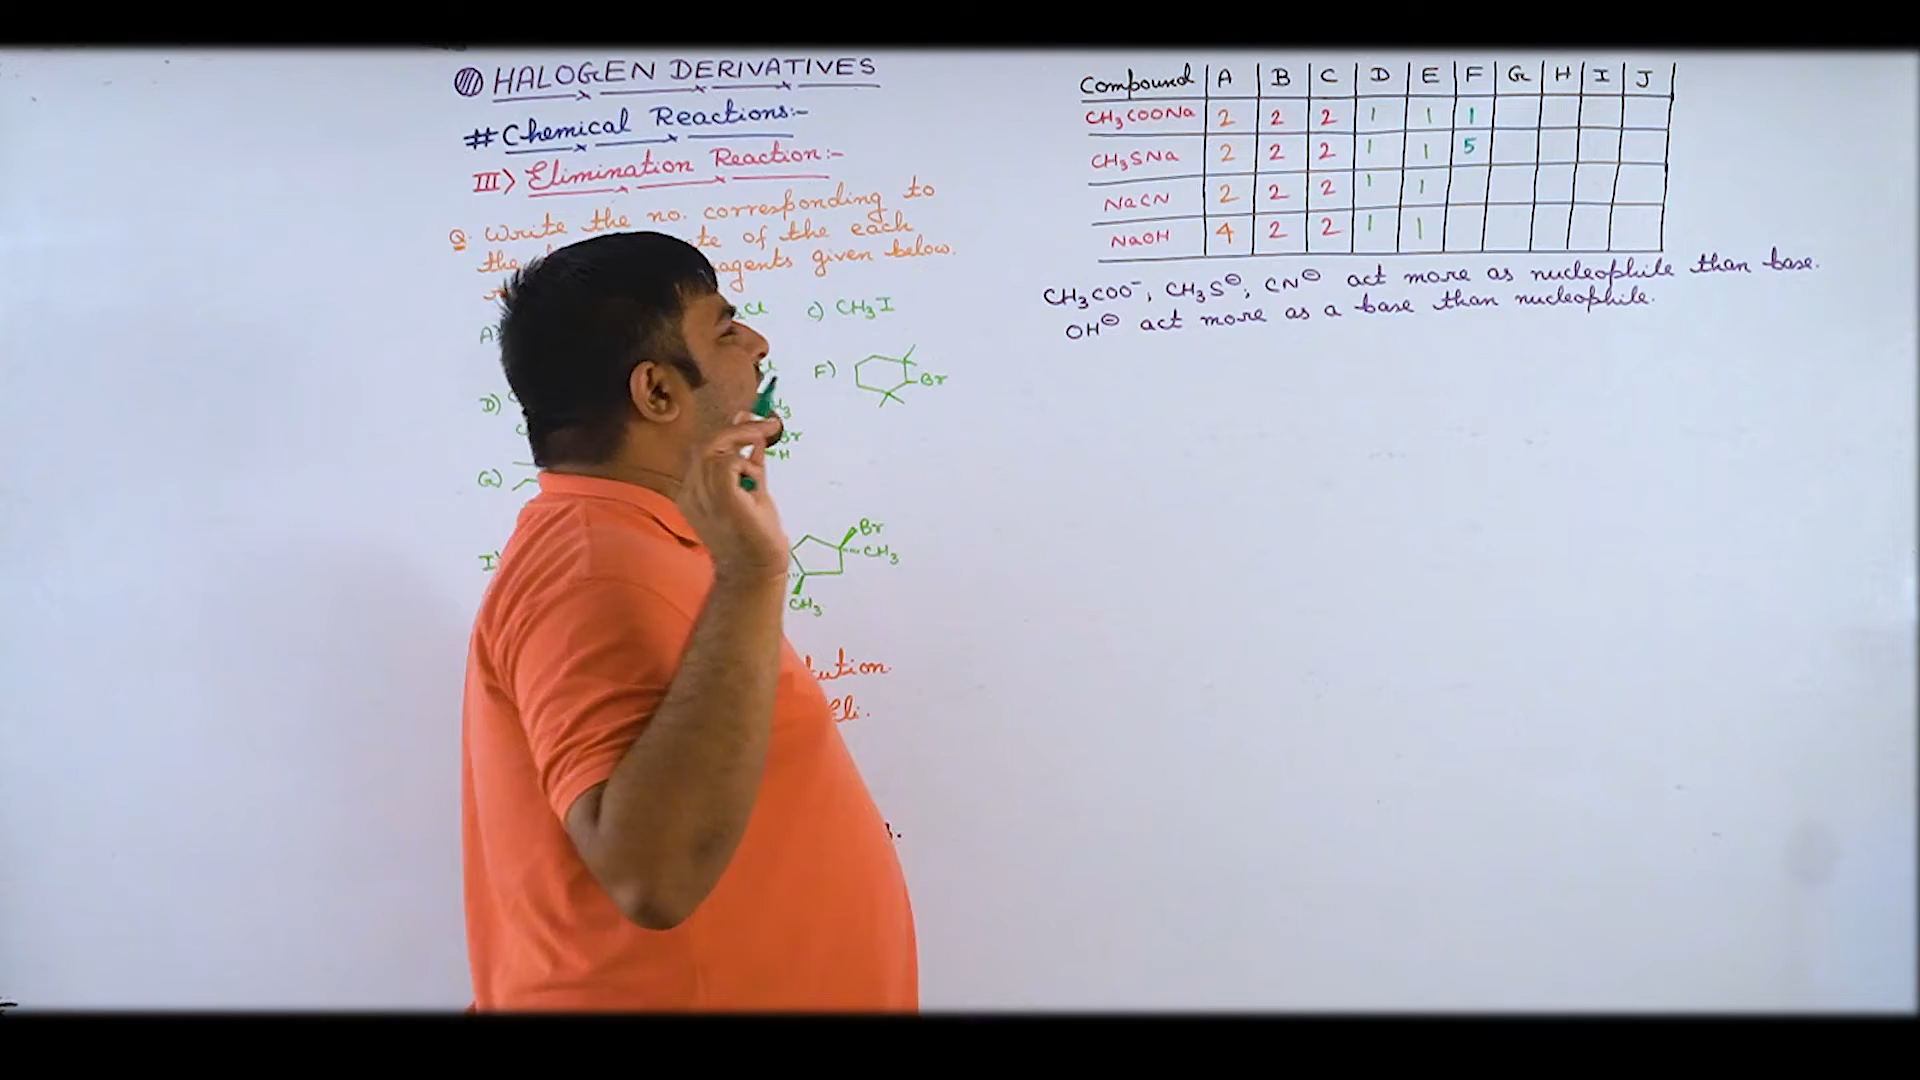 HALOGEN DERIVATIVES
# Chemical Reactions:-
III> Elimination Reaction:-
Q. Write the no. corresponding to
the of the each
given below.
A) c) CH3I
D) F) Br
Br
H
G)
I)
Br
CH3
CH3
Eli.
Compound A B C D E F G H I J
CH3COONa 2 2 2 1 1 1
CH3SNa 2 2 2 1 1 5
NaCN 2 2 2 1 1
NaOH 4 2 2 1 1
CH3COO-, CH3S⊖, CN⊖ act more as nucleophile than base.
OH⊖ act more as a base than nucleophile.